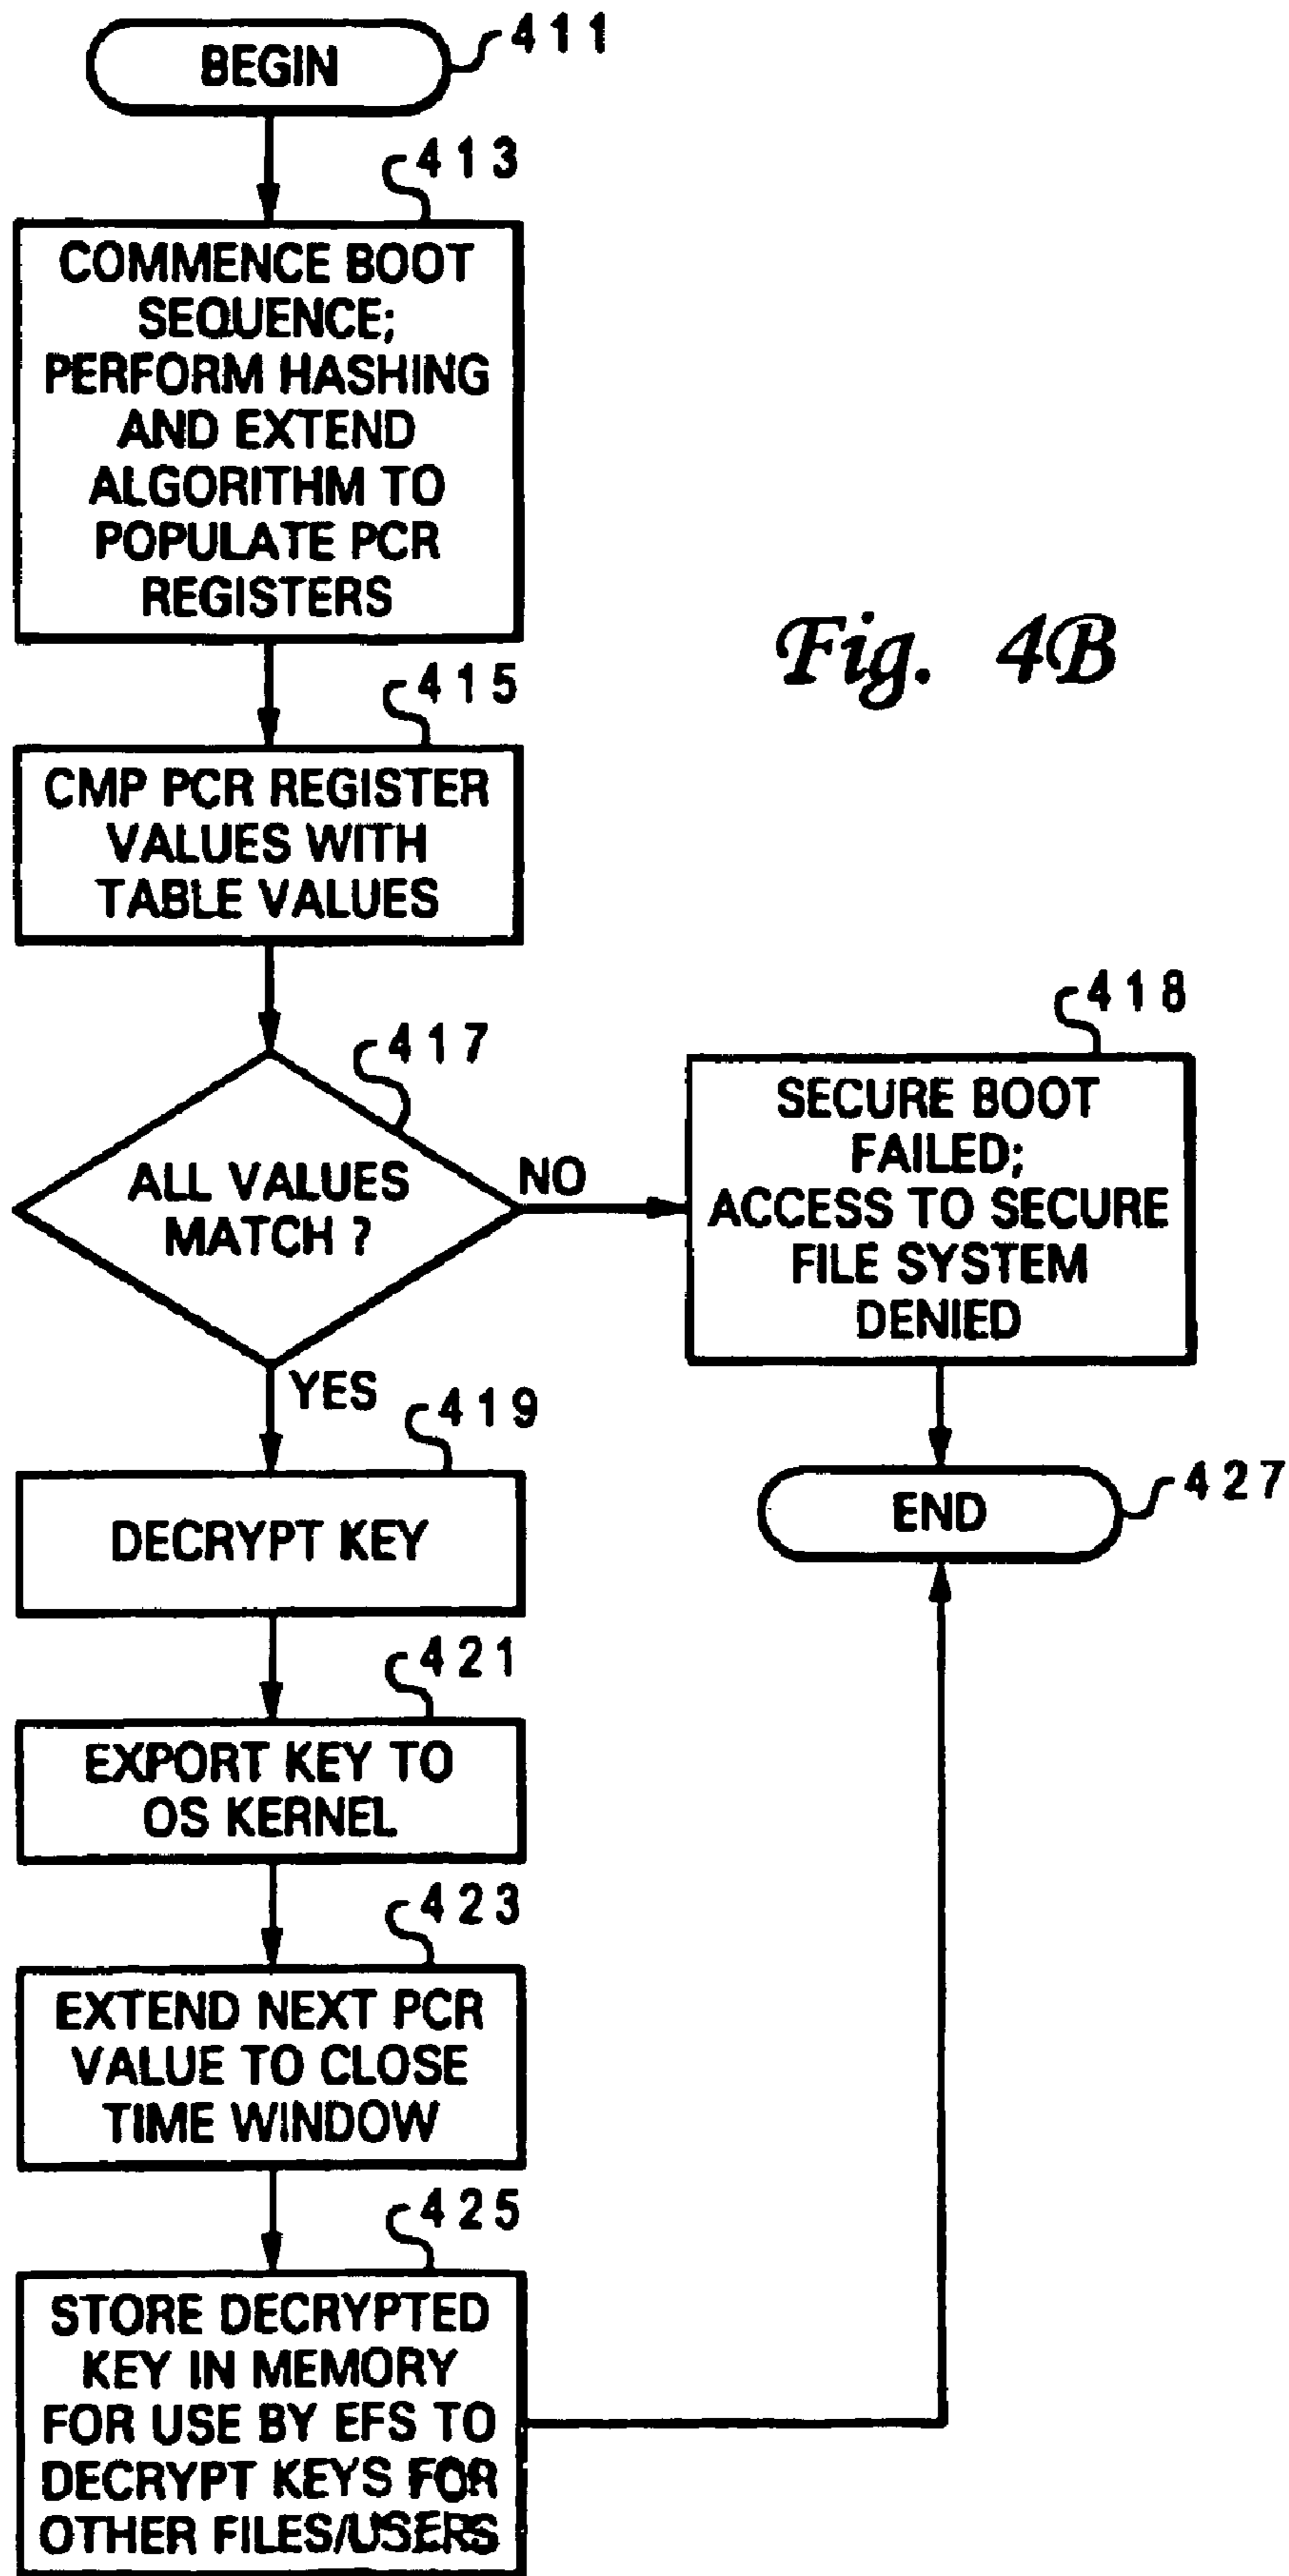 BEGIN
411
413
COMMENCE BOOT
SEQUENCE;
PERFORM HASHING
AND EXTEND
ALGORITHM TO
POPULATE PCR
REGISTERS
Fig. 4B
415
CMP PCR REGISTER
VALUES WITH
TABLE VALUES
417
ALL VALUES
MATCH ?
NO
418
SECURE BOOT
FAILED;
ACCESS TO SECURE
FILE SYSTEM
DENIED
YES
419
DECRYPT KEY
END
427
421
EXPORT KEY TO
OS KERNEL
423
EXTEND NEXT PCR
VALUE TO CLOSE
TIME WINDOW
425
STORE DECRYPTED
KEY IN MEMORY
FOR USE BY EFS TO
DECRYPT KEYS FOR
OTHER FILES/USERS